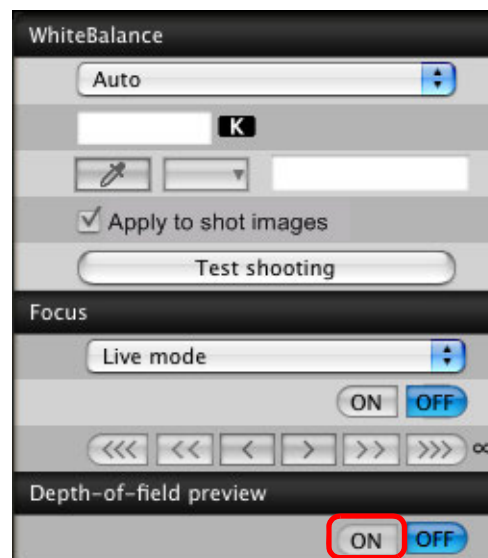 WhiteBalance
Auto
K
Apply to shot images
Test shooting
Focus
Live mode
ON OFF
<<< << < > >> >>> ∞
Depth-of-field preview
ON OFF